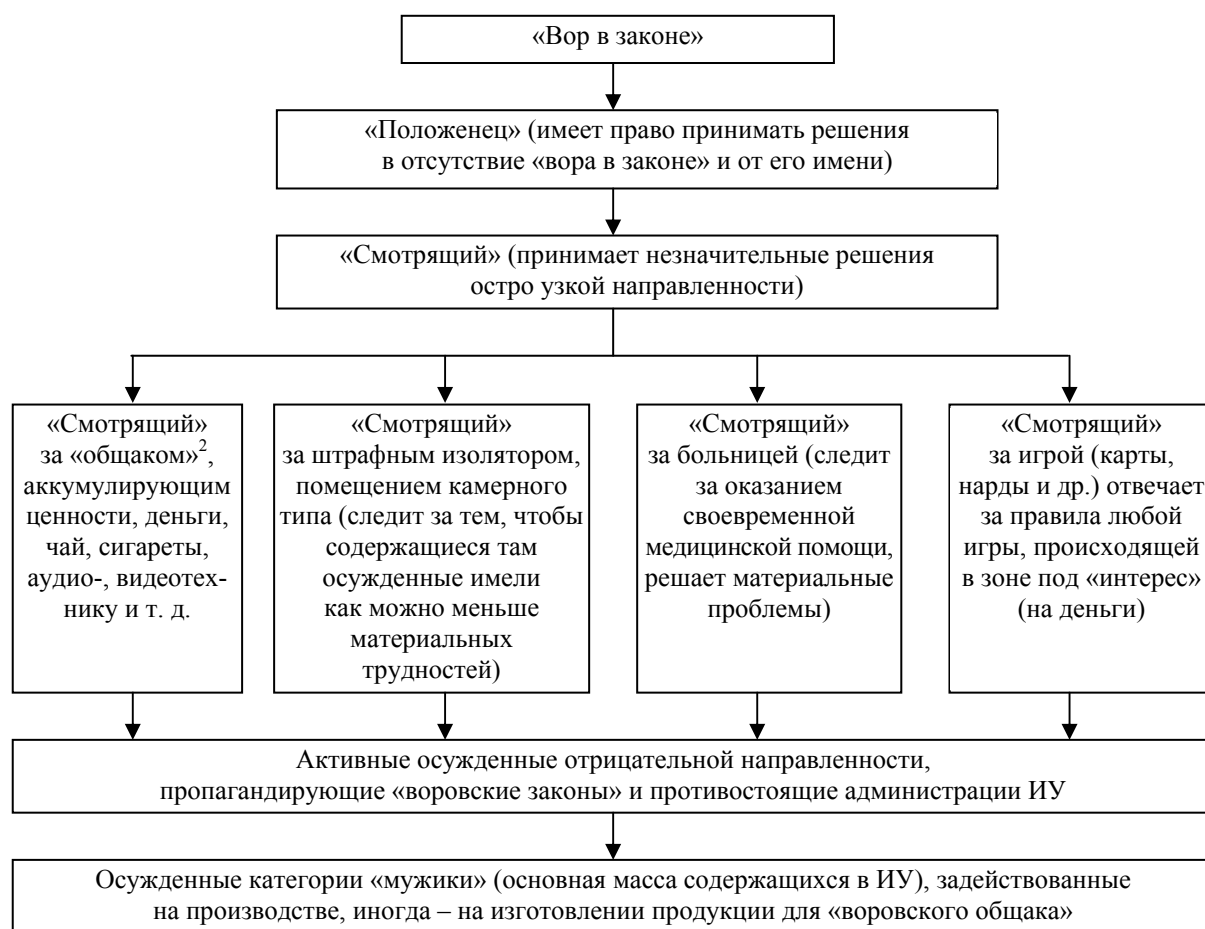 «Вор в законе»
«Положенец» (имеет право принимать решения
в отсутствие «вора в законе» и от его имени)
«Смотрящий» (принимает незначительные решения
остро узкой направленности)
«Смотрящий»
за «общаком»²,
аккумулирующим
ценности, деньги,
чай, сигареты,
аудио-, видеотех-
нику и т. д.
«Смотрящий»
за штрафным изолятором,
помещением камерного
типа (следит за тем, чтобы
содержащиеся там
осужденные имели
как можно меньше
материальных
трудностей)
«Смотрящий»
за больницей (следит
за оказанием
своевременной
медицинской помощи,
решает материальные
проблемы)
«Смотрящий»
за игрой (карты,
нарды и др.) отвечает
за правила любой
игры, происходящей
в зоне под «интерес»
(на деньги)
Активные осужденные отрицательной направленности,
пропагандирующие «воровские законы» и противостоящие администрации ИУ
Осужденные категории «мужики» (основная масса содержащихся в ИУ), задействованные
на производстве, иногда – на изготовлении продукции для «воровского общака»